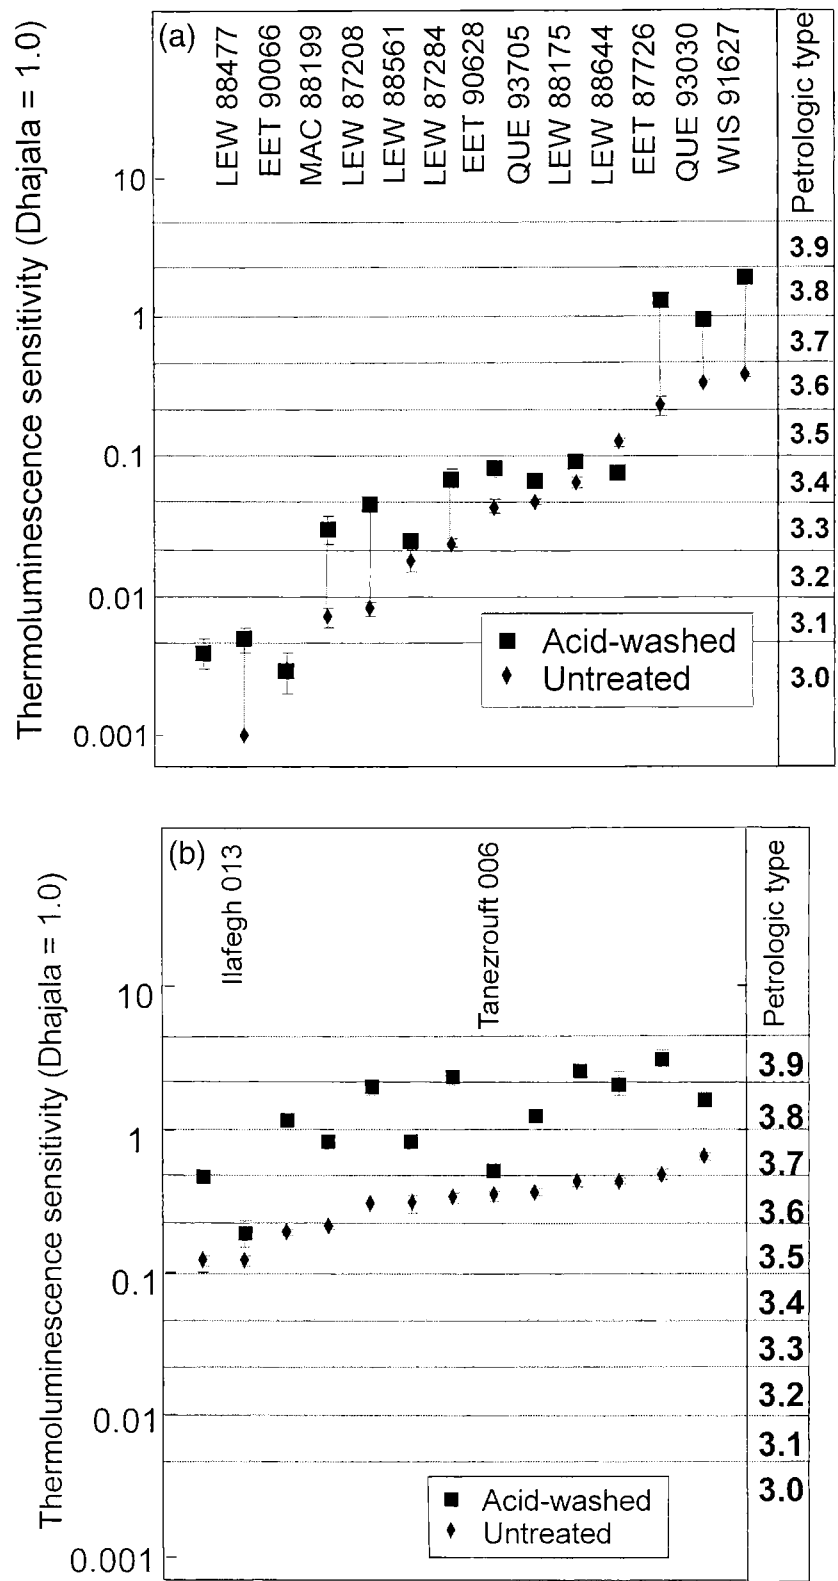 (a)
LEW 88477
EET 90066
MAC 88199
LEW 87208
LEW 88561
LEW 87284
EET 90628
QUE 93705
LEW 88175
LEW 88644
EET 87726
QUE 93030
WIS 91627
Petrologic type
Thermoluminescence sensitivity (Dhajala = 1.0)
10
1
0.1
0.01
0.001
3.9
3.8
3.7
3.6
3.5
3.4
3.3
3.2
3.1
3.0
Acid-washed
Untreated
(b)
Ilafegh 013
Tanezrouft 006
Petrologic type
Thermoluminescence sensitivity (Dhajala = 1.0)
10
1
0.1
0.01
0.001
3.9
3.8
3.7
3.6
3.5
3.4
3.3
3.2
3.1
3.0
Acid-washed
Untreated